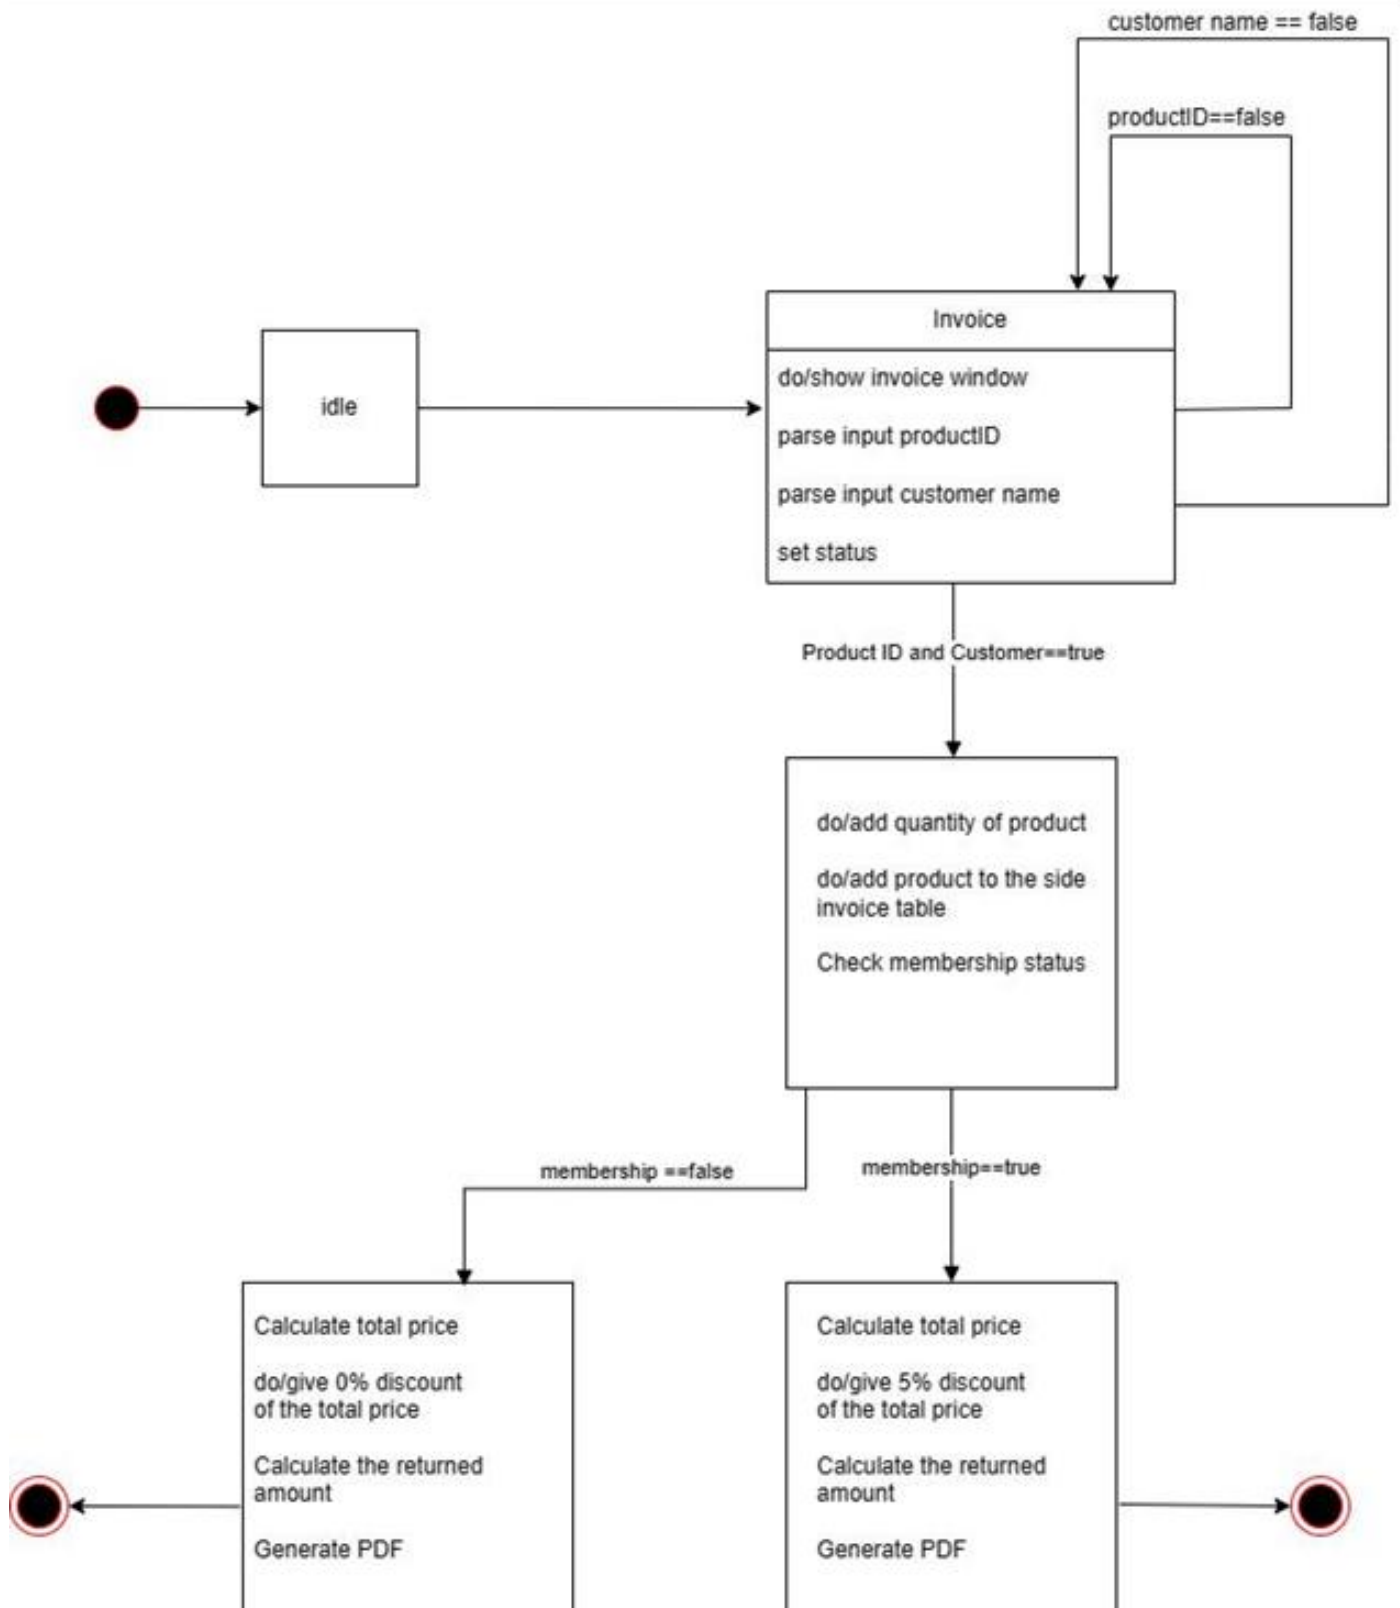 customer name == false
productID==false
Invoice
do/show invoice window
idle
parse input productID
parse input customer name
set status
Product ID and Customer==true
do/add quantity of product
do/add product to the side
invoice table
Check membership status
membership ==false
membership==true
Calculate total price
do/give 0% discount
of the total price
Calculate the returned
amount
Generate PDF
Calculate total price
do/give 5% discount
of the total price
Calculate the returned
amount
Generate PDF